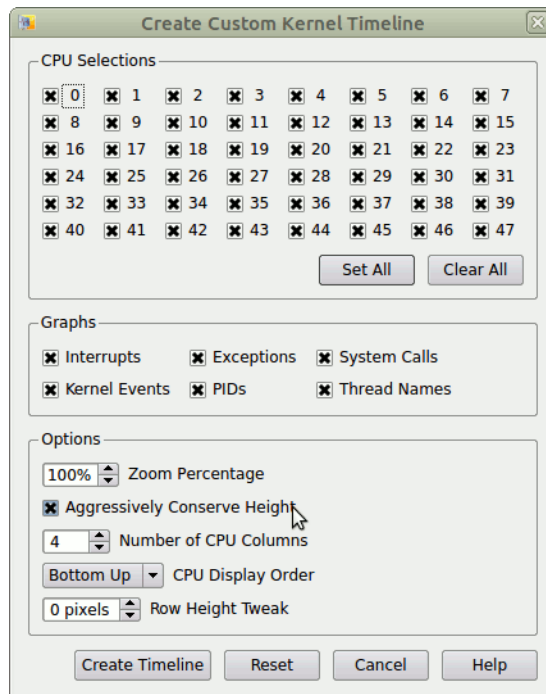 Create Custom Kernel Timeline
CPU Selections
0 1 2 3 4 5 6 7
8 9 10 11 12 13 14 15
16 17 18 19 20 21 22 23
24 25 26 27 28 29 30 31
32 33 34 35 36 37 38 39
40 41 42 43 44 45 46 47
Set All Clear All
Graphs
Interrupts Exceptions System Calls
Kernel Events PIDs Thread Names
Options
100% Zoom Percentage
Aggressively Conserve Height
4 Number of CPU Columns
Bottom Up CPU Display Order
0 pixels Row Height Tweak
Create Timeline Reset Cancel Help